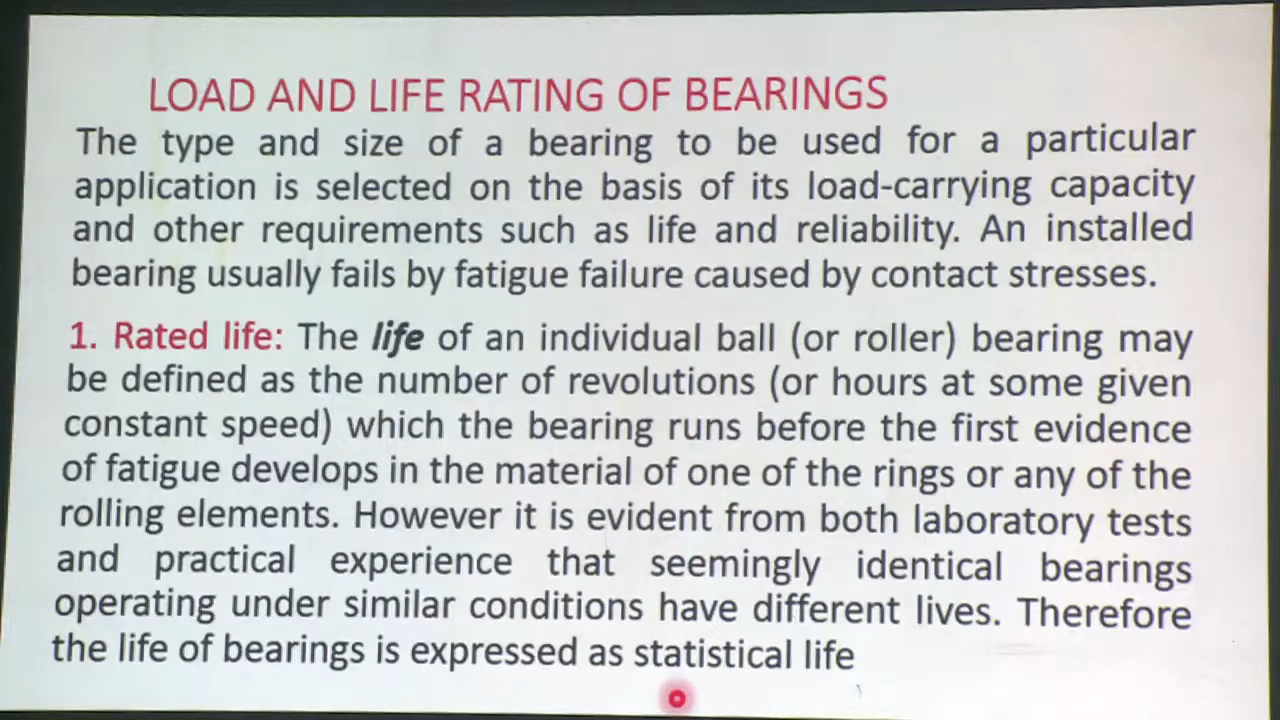 LOAD AND LIFE RATING OF BEARINGS
The type and size of a bearing to be used for a particular
application is selected on the basis of its load-carrying capacity
and other requirements such as life and reliability. An installed
bearing usually fails by fatigue failure caused by contact stresses.
1. Rated life: The life of an individual ball (or roller) bearing may
be defined as the number of revolutions (or hours at some given
constant speed) which the bearing runs before the first evidence
of fatigue develops in the material of one of the rings or any of the
rolling elements. However it is evident from both laboratory tests
and practical experience that seemingly identical bearings
operating under similar conditions have different lives. Therefore
the life of bearings is expressed as statistical life